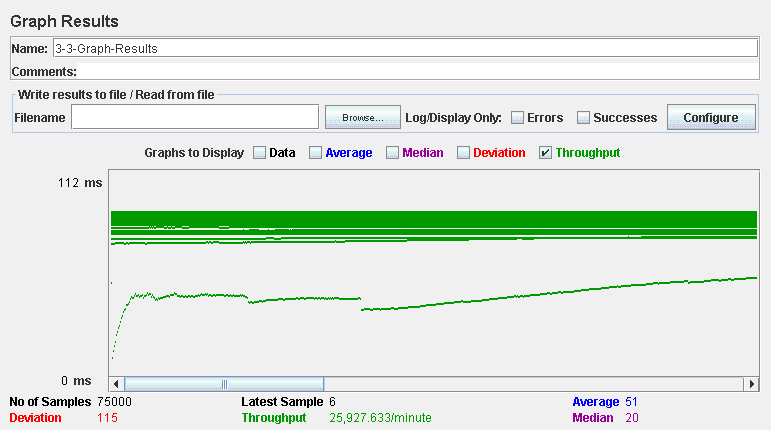 Graph Results
Name: 3-3-Graph-Results
Comments:
Write results to file / Read from file
Filename Browse... Log/Display Only: Errors Successes Configure
Graphs to Display Data Average Median Deviation Throughput
112 ms
0 ms
No of Samples 75000 Latest Sample 6 Average 51
Deviation 115 Throughput 25,927.633/minute Median 20